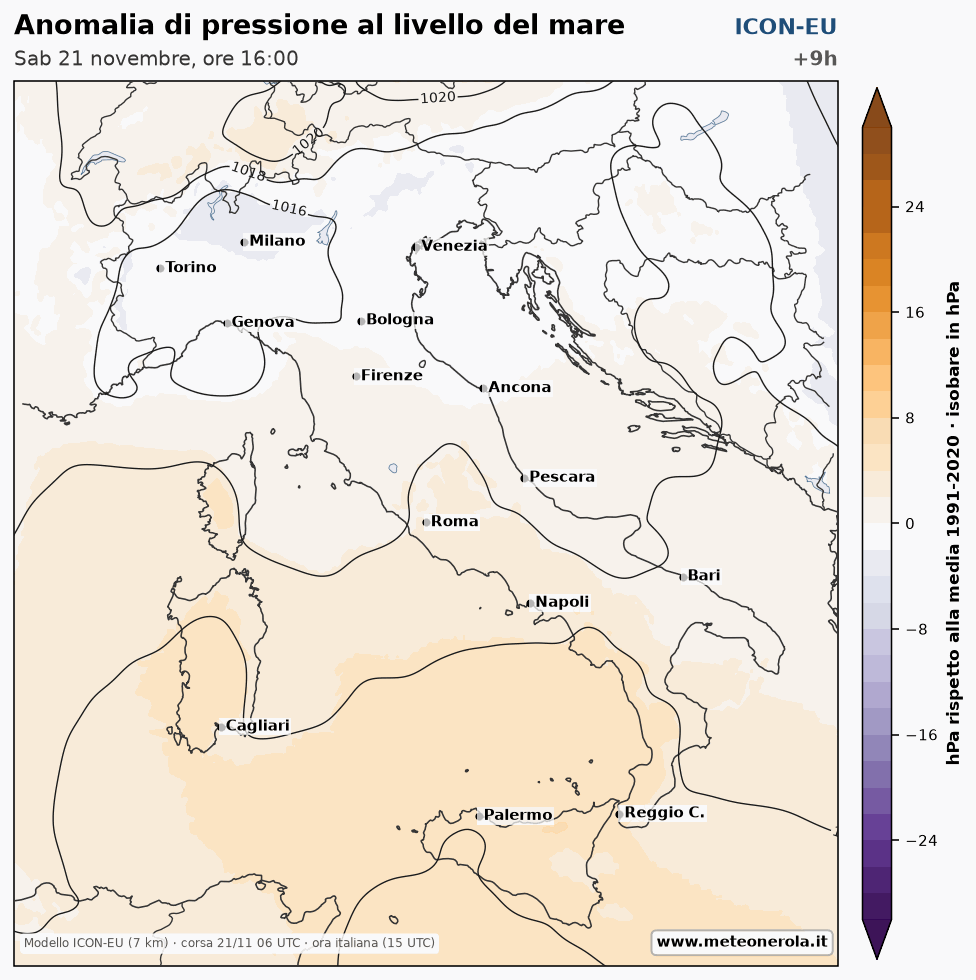 Anomalia di pressione al livello del mare
ICON-EU
Sab 21 novembre, ore 16:00
+9h
1020
1020
1018
1016
Milano
Venezia
Torino
Genova
Bologna
Firenze
Ancona
Pescara
Roma
Bari
Napoli
Cagliari
Palermo
Reggio C.
24
16
8
0
−8
−16
−24
hPa rispetto alla media 1991-2020 · isobare in hPa
Modello ICON-EU (7 km) · corsa 21/11 06 UTC · ora italiana (15 UTC)
www.meteonerola.it